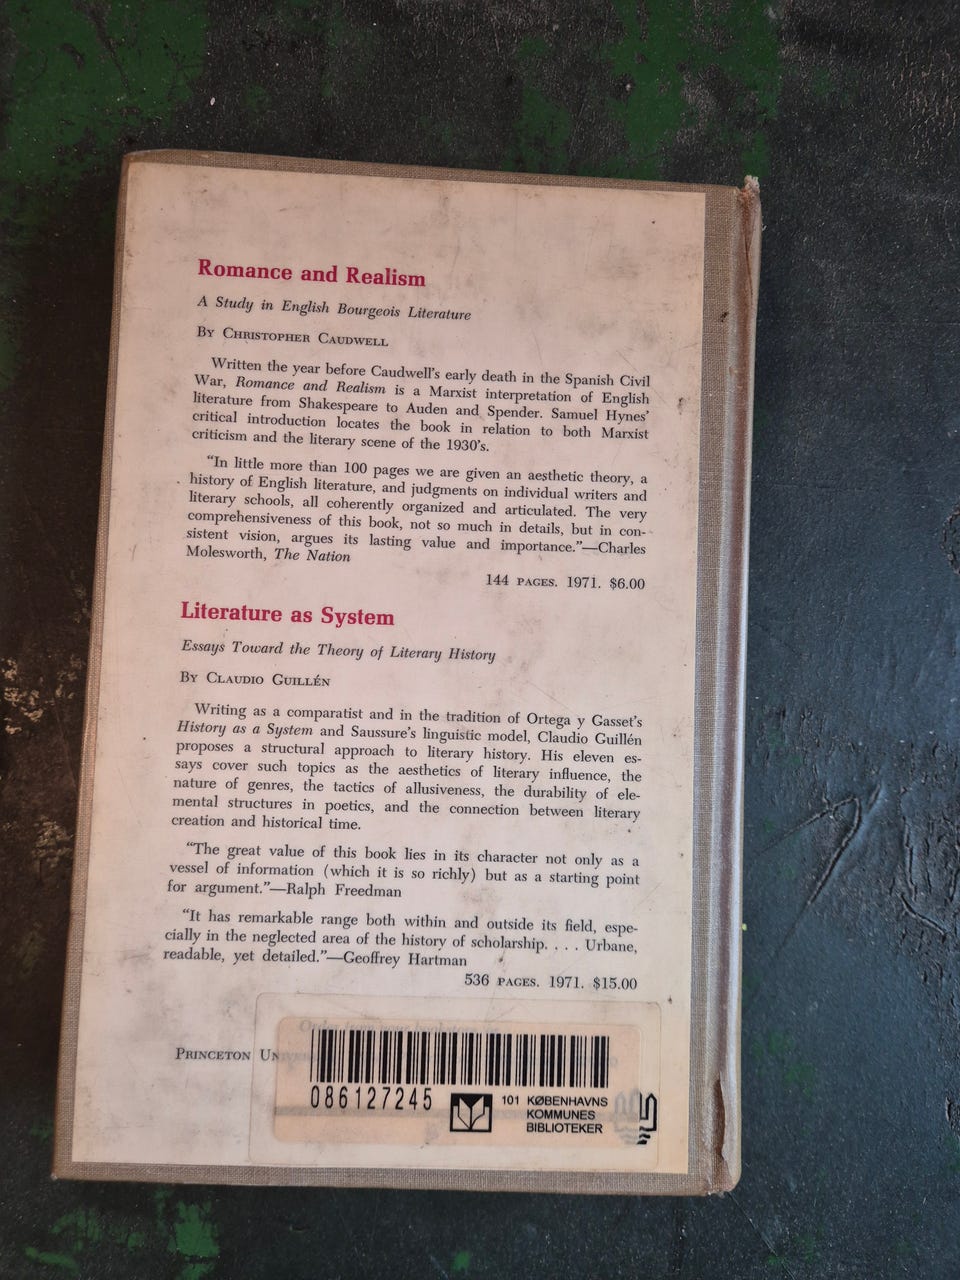 Romance and Realism
A Study in English Bourgeois Literature
By Christopher Caudwell
Written the year before Caudwell's early death in the Spanish Civil
War, Romance and Realism is a Marxist interpretation of English
literature from Shakespeare to Auden and Spender. Samuel Hynes'
critical introduction locates the book in relation to both Marxist
criticism and the literary scene of the 1930's.
"In little more than 100 pages we are given an aesthetic theory, a
history of English literature, and judgments on individual writers and
literary schools, all coherently organized and articulated. The very
comprehensiveness of this book, not so much in details, but in con-
sistent vision, argues its lasting value and importance."—Charles
Molesworth, The Nation
144 pages. 1971. $6.00
Literature as System
Essays Toward the Theory of Literary History
By Claudio Guillén
Writing as a comparatist and in the tradition of Ortega y Gasset's
History as a System and Saussure's linguistic model, Claudio Guillén
proposes a structural approach to literary history. His eleven es-
says cover such topics as the aesthetics of literary influence, the
nature of genres, the tactics of allusiveness, the durability of ele-
mental structures in poetics, and the connection between literary
creation and historical time.
"The great value of this book lies in its character not only as a
vessel of information (which it is so richly) but as a starting point
for argument."—Ralph Freedman
"It has remarkable range both within and outside its field, espe-
cially in the neglected area of the history of scholarship. . . . Urbane,
readable, yet detailed."—Geoffrey Hartman
536 pages. 1971. $15.00
Princeton Un
086127245
101 KØBENHAVNS
KOMMUNES
BIBLIOTEKER